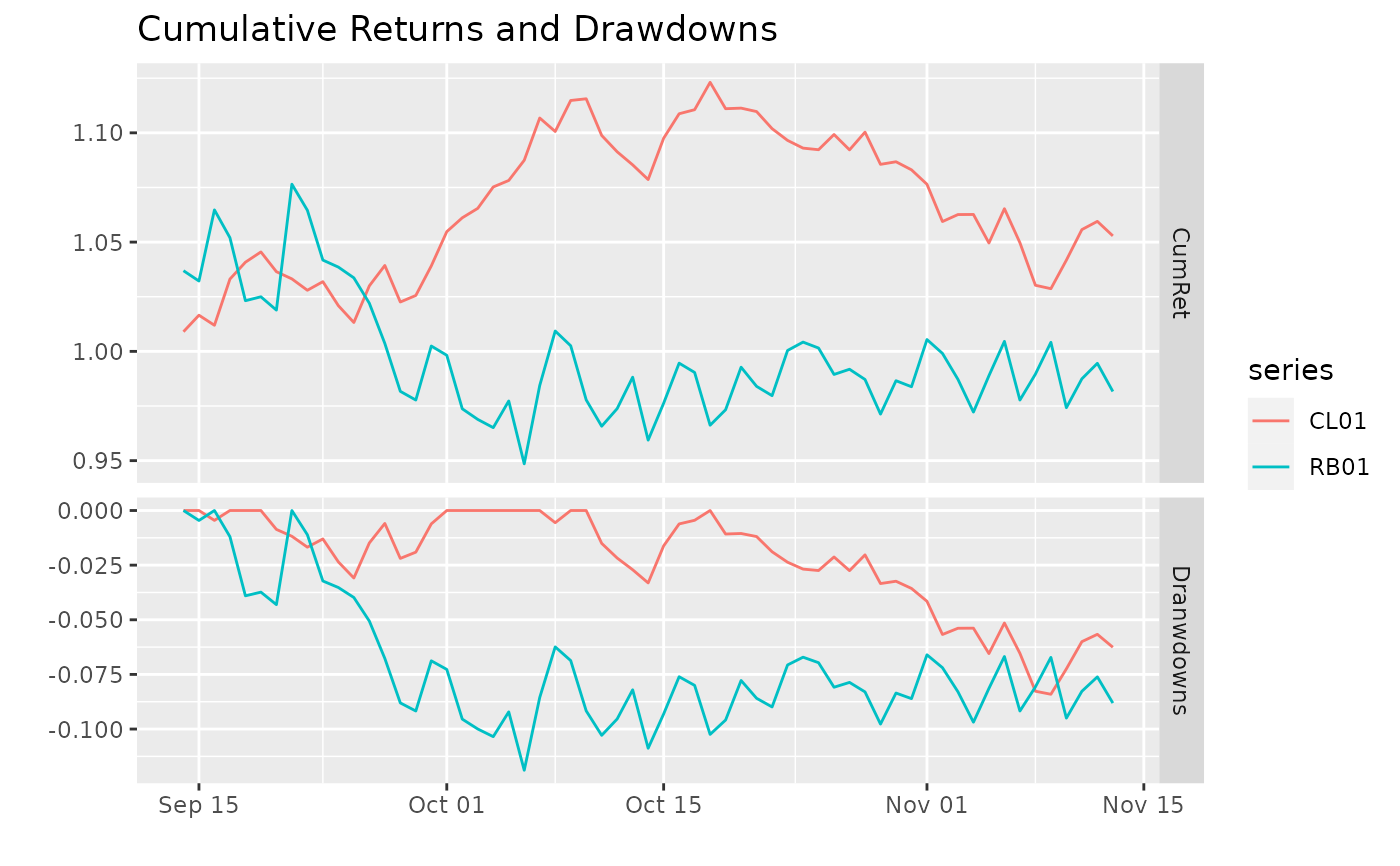 Cumulative Returns and Drawdowns
1.10
1.05
1.00
0.95
CumRet
0.000
-0.025
-0.050
-0.075
-0.100
Dranwdowns
Sep 15
Oct 01
Oct 15
Nov 01
Nov 15
series
CL01
RB01